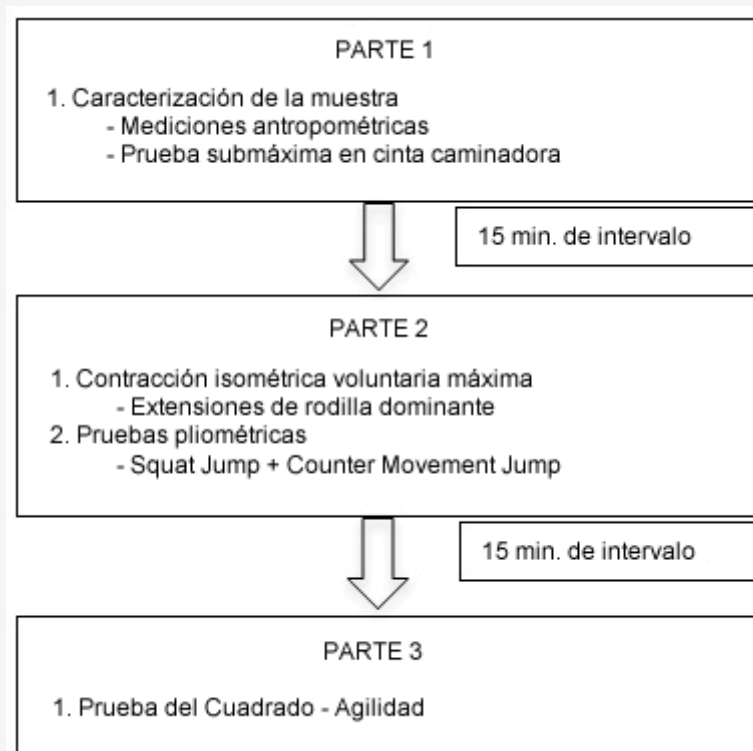 PARTE 1
1. Caracterización de la muestra
- Mediciones antropométricas
- Prueba submáxima en cinta caminadora
15 min. de intervalo
PARTE 2
1. Contracción isométrica voluntaria máxima
- Extensiones de rodilla dominante
2. Pruebas pliométricas
- Squat Jump + Counter Movement Jump
15 min. de intervalo
PARTE 3
1. Prueba del Cuadrado - Agilidad